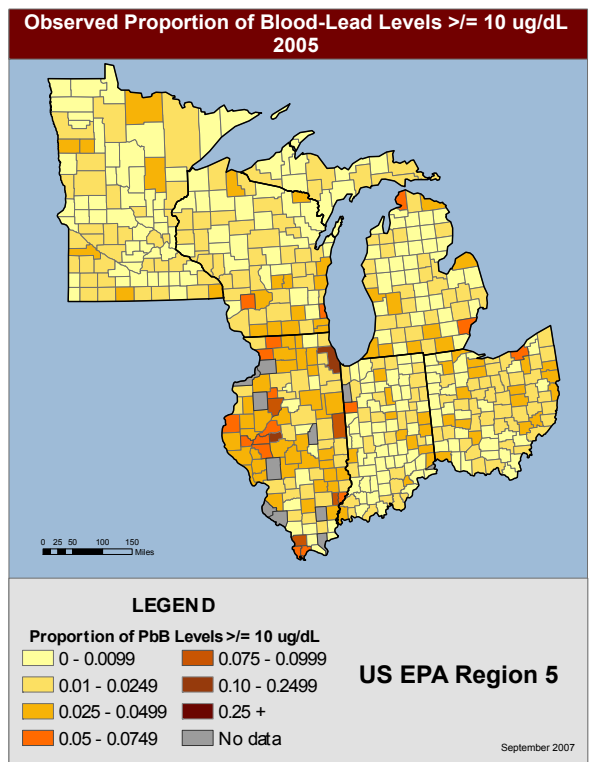 Observed Proportion of Blood-Lead Levels >/= 10 ug/dL
2005
0 25 50 100 150
Miles
LEGEND
Proportion of PbB Levels >/= 10 ug/dL
0 - 0.0099
0.01 - 0.0249
0.025 - 0.0499
0.05 - 0.0749
0.075 - 0.0999
0.10 - 0.2499
0.25 +
No data
US EPA Region 5
September 2007